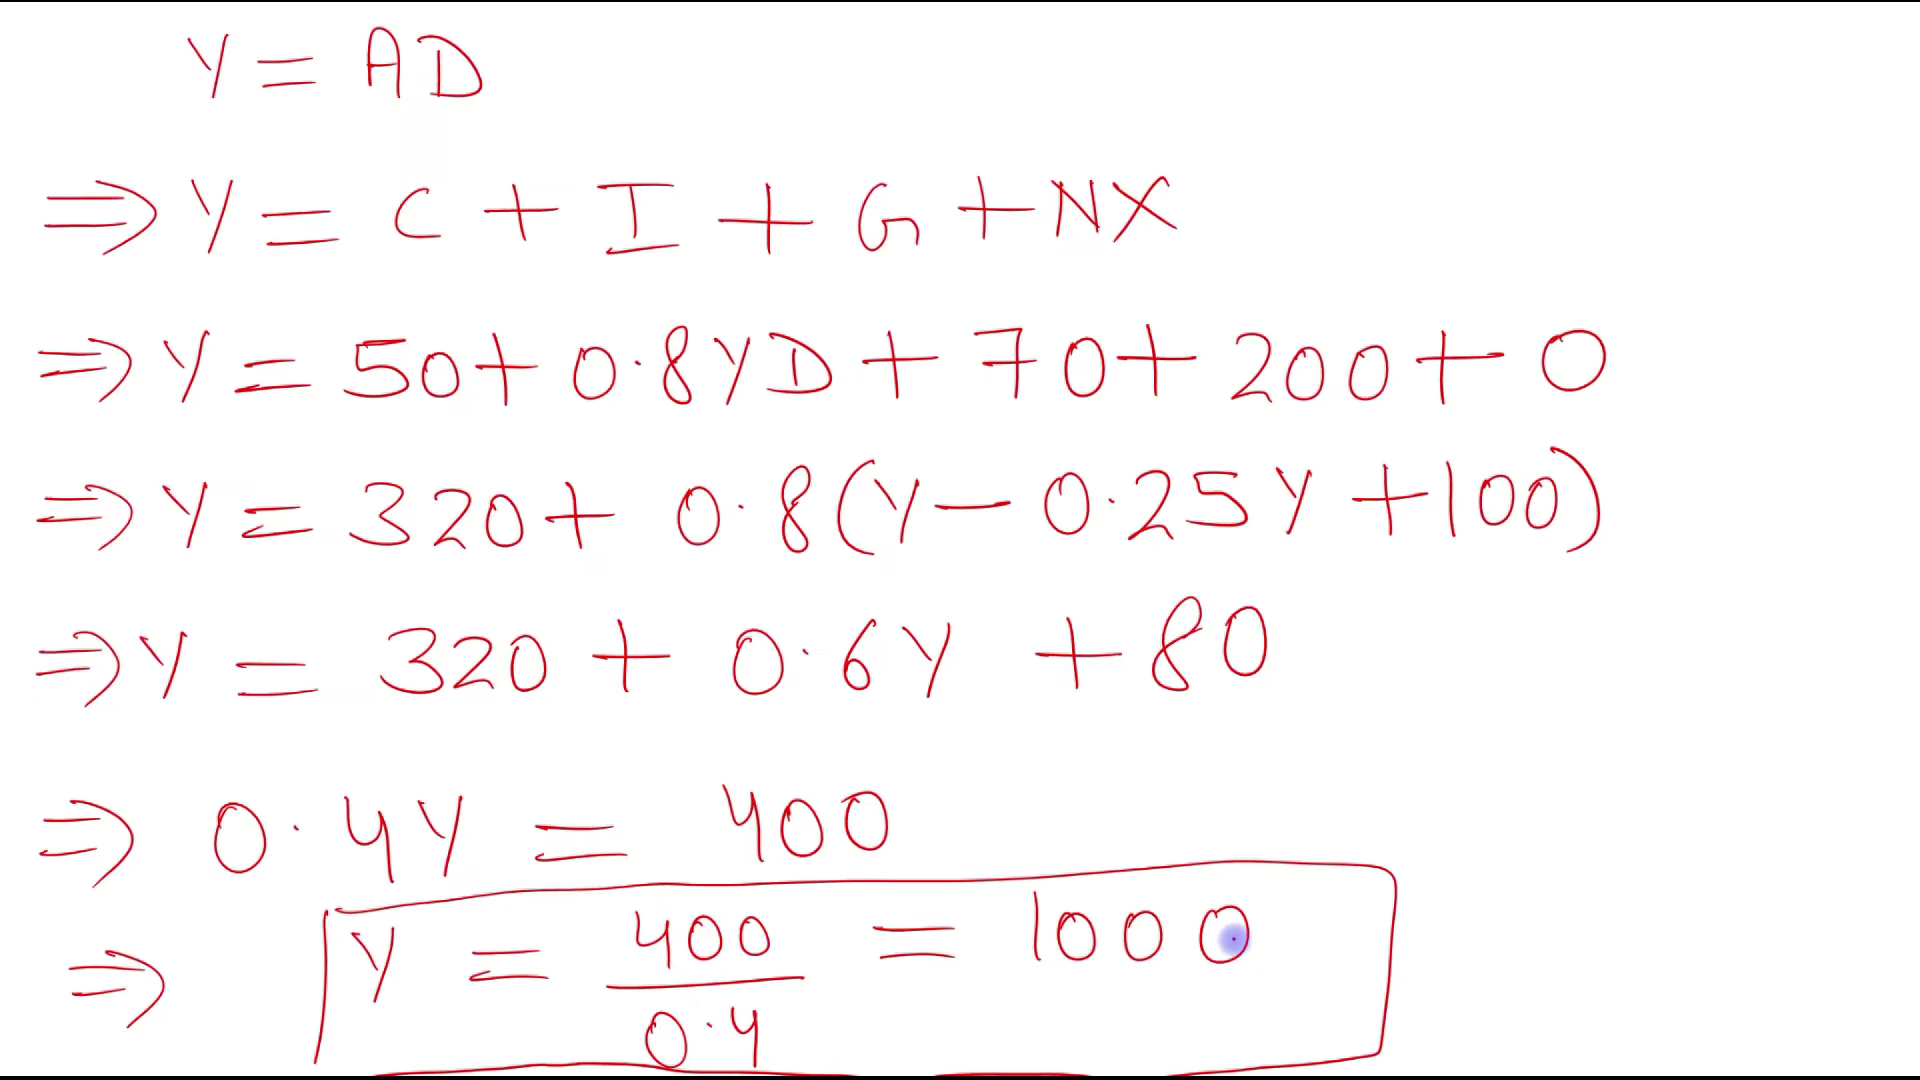 Y = AD
⇒ Y = C + I + G + NX
⇒ Y = 50 + 0.8YD + 70 + 200 + 0
⇒ Y = 320 + 0.8(Y - 0.25Y + 100)
⇒ Y = 320 + 0.6Y + 80
⇒ 0.4Y = 400
⇒ Y = 400/0.4 = 1000